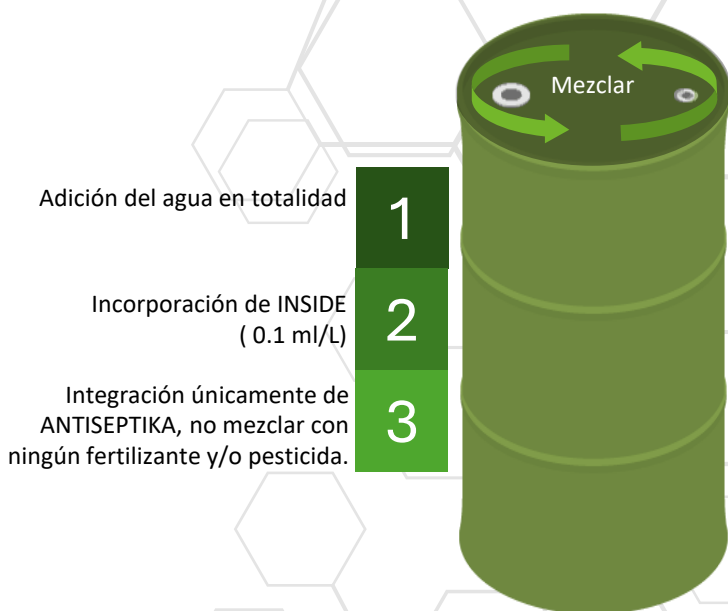 Mezclar
Adición del agua en totalidad
1
Incorporación de INSIDE
( 0.1 ml/L)
2
Integración únicamente de
ANTISEPTIKA, no mezclar con
ningún fertilizante y/o pesticida.
3